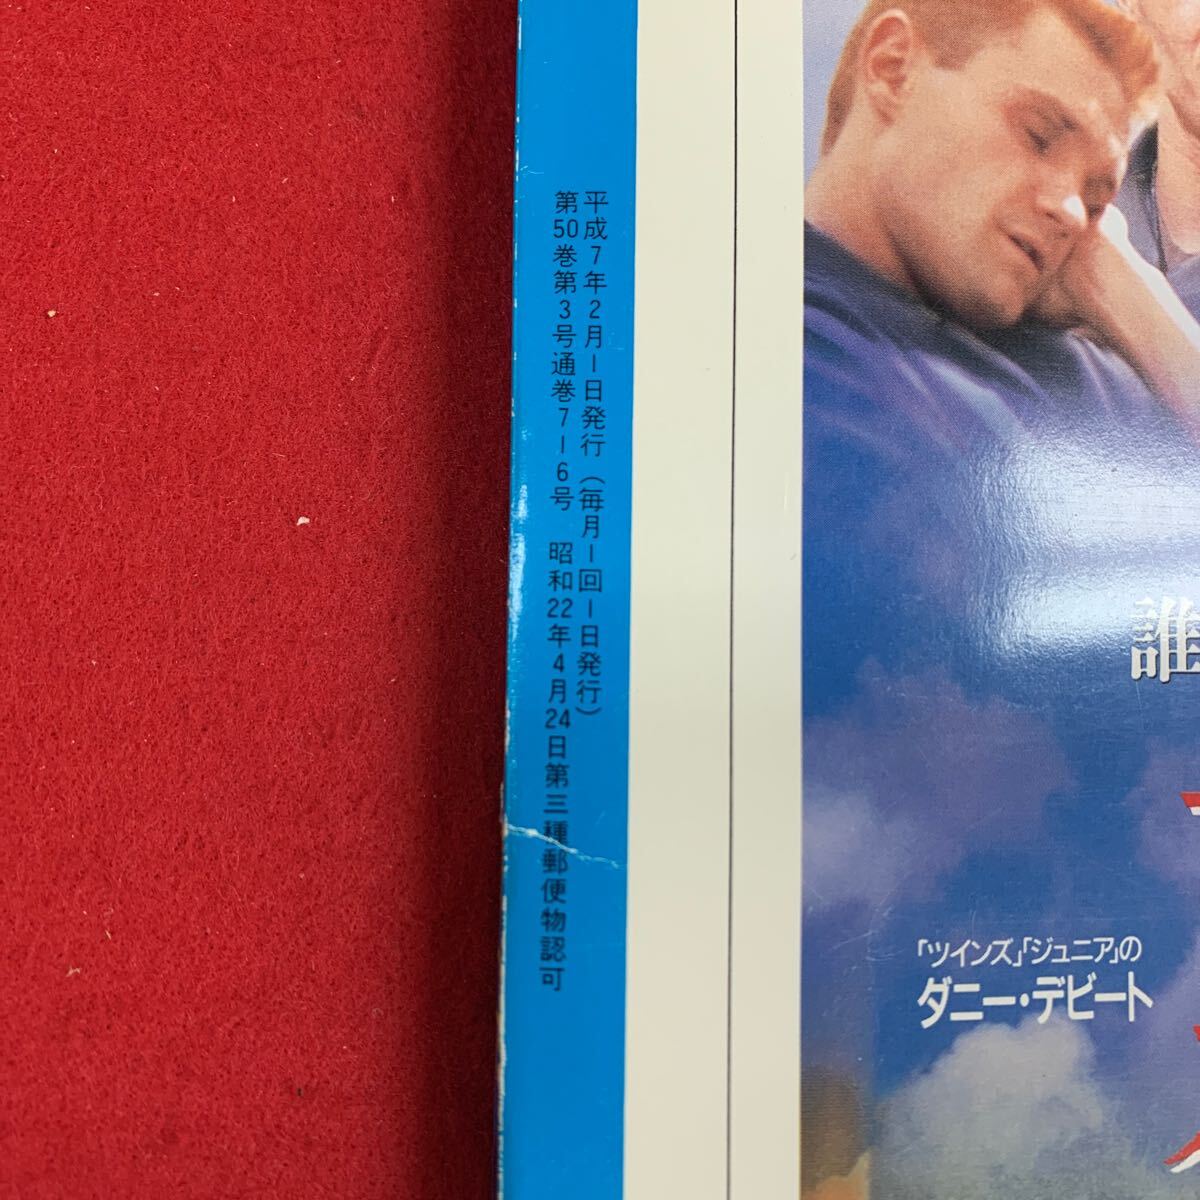 平成7年2月1日発行（毎月1回1日発行）
第50巻第3号通巻716号　昭和22年4月24日第三種郵便物認可
誰
「ツインズ」「ジュニア」の
ダニー・デビート